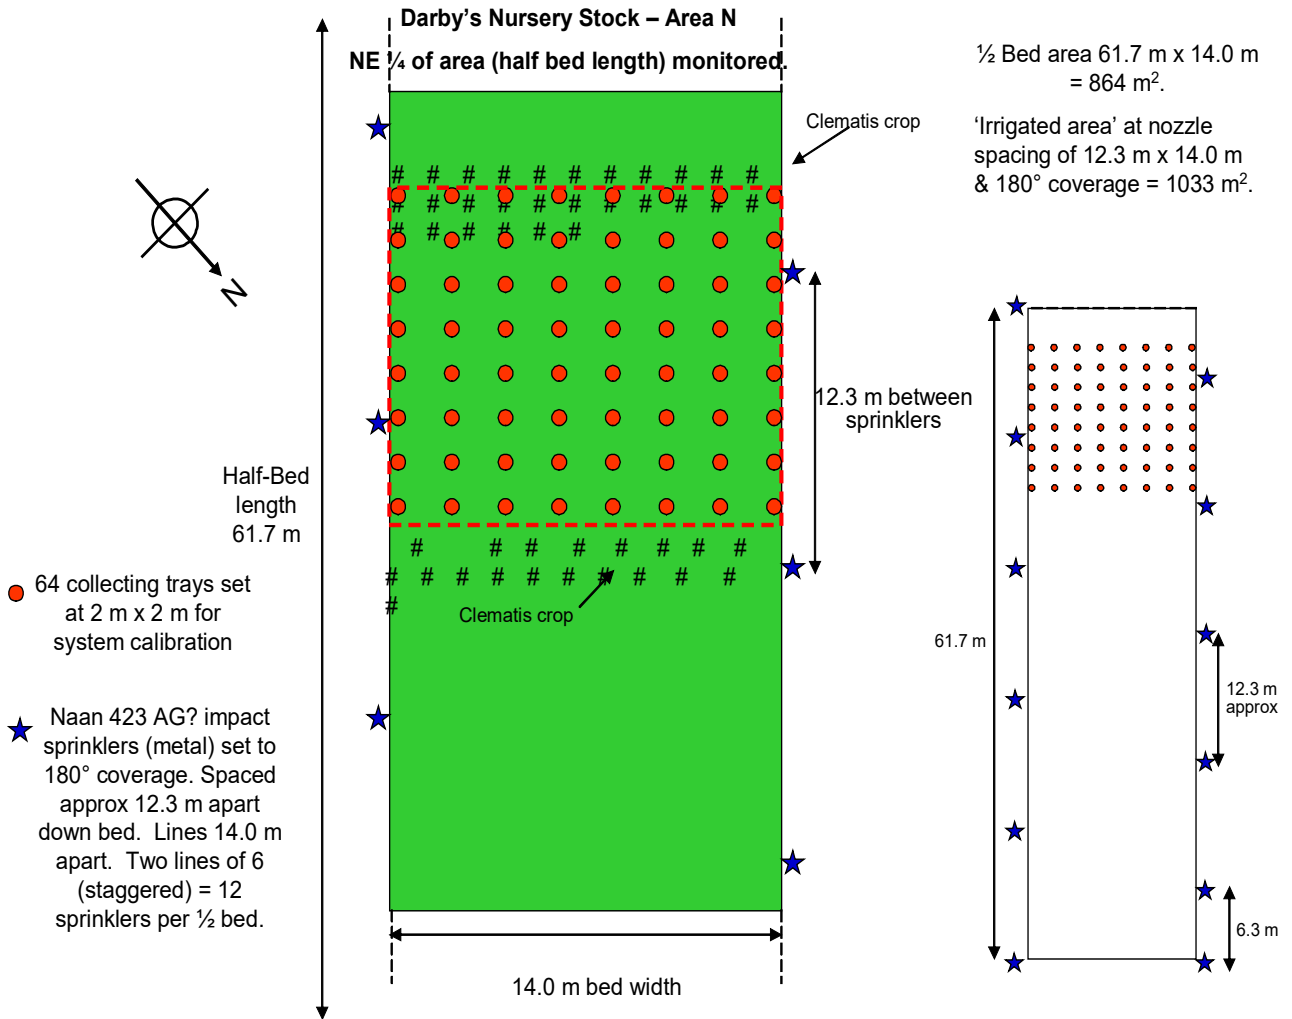 Darby's Nursery Stock – Area N
NE ¼ of area (half bed length) monitored.
½ Bed area 61.7 m x 14.0 m
= 864 m².
'Irrigated area' at nozzle
spacing of 12.3 m x 14.0 m
& 180° coverage = 1033 m².
Clematis crop
# # # # # # # # # # #
# # # # # # # # # # #
# # # # # #
N
12.3 m between
sprinklers
Half-Bed
length
61.7 m
# # # # # # # #
# # # # # # # # #
#
Clematis crop
64 collecting trays set
at 2 m x 2 m for
system calibration
Naan 423 AG? impact
sprinklers (metal) set to
180° coverage. Spaced
approx 12.3 m apart
down bed. Lines 14.0 m
apart. Two lines of 6
(staggered) = 12
sprinklers per ½ bed.
14.0 m bed width
61.7 m
12.3 m
approx
6.3 m